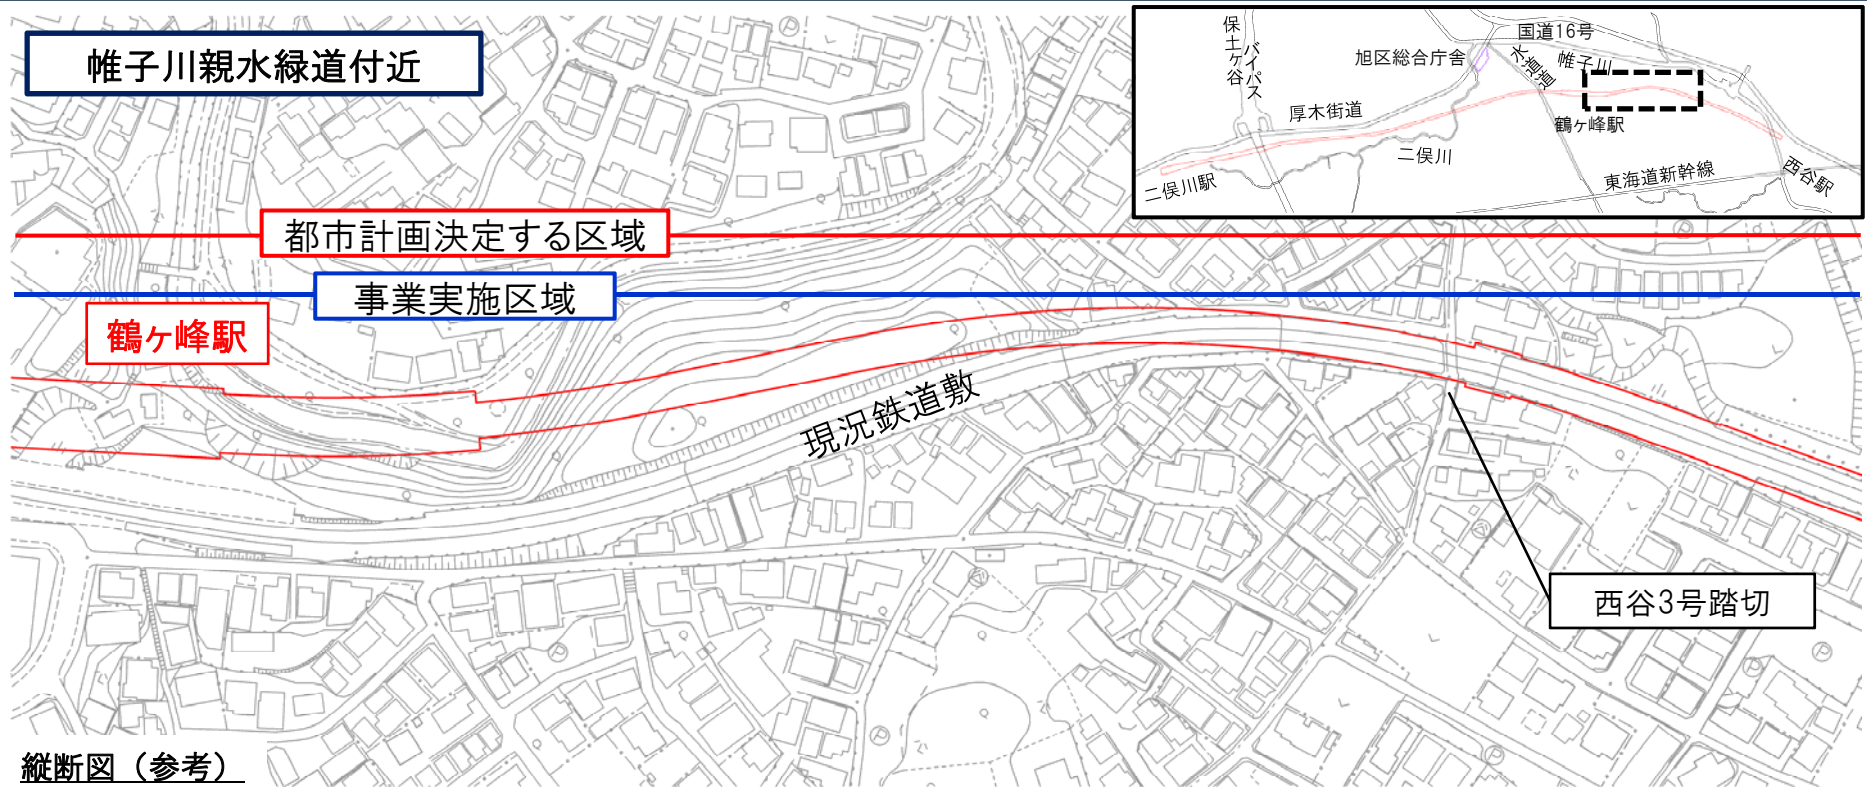 帷子川親水緑道付近
保土ヶ谷バイパス
旭区総合庁舎
国道16号
水道道
帷子川
厚木街道
鶴ヶ峰駅
二俣川
二俣川駅
東海道新幹線
西谷駅
都市計画決定する区域
事業実施区域
鶴ヶ峰駅
現況鉄道敷
西谷3号踏切
縦断図（参考）